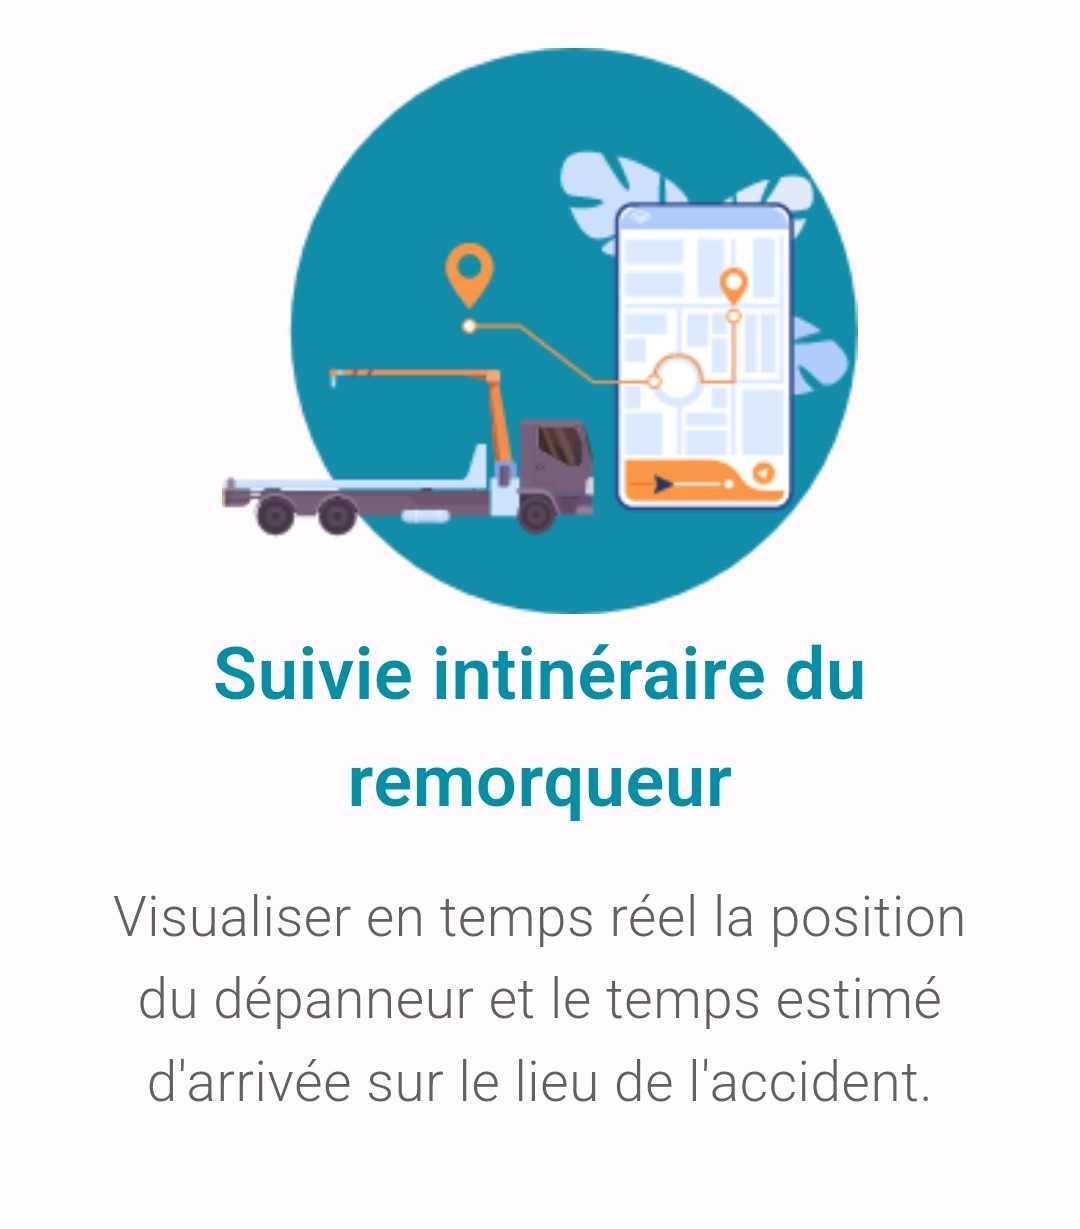 Suivie intinéraire du
remorqueur
Visualiser en temps réel la position
du dépanneur et le temps estimé
d'arrivée sur le lieu de l'accident.